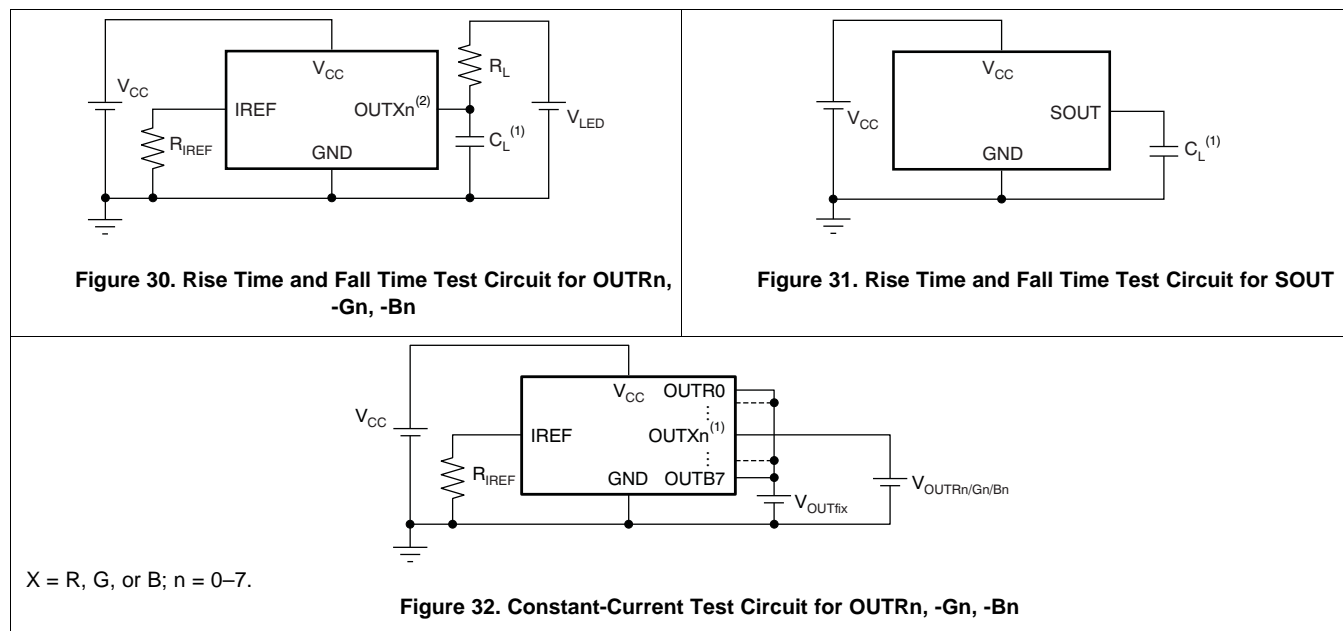 V_CC
V_CC
R_L
IREF
OUTXn^(2)
V_LED
R_IREF
C_L^(1)
GND
Figure 30. Rise Time and Fall Time Test Circuit for OUTRn,
-Gn, -Bn
V_CC
V_CC
SOUT
GND
C_L^(1)
Figure 31. Rise Time and Fall Time Test Circuit for SOUT
V_CC
OUTR0
V_CC
IREF
OUTXn^(1)
R_IREF
GND
OUTB7
V_OUTRn/Gn/Bn
V_OUTfix
X = R, G, or B; n = 0–7.
Figure 32. Constant-Current Test Circuit for OUTRn, -Gn, -Bn